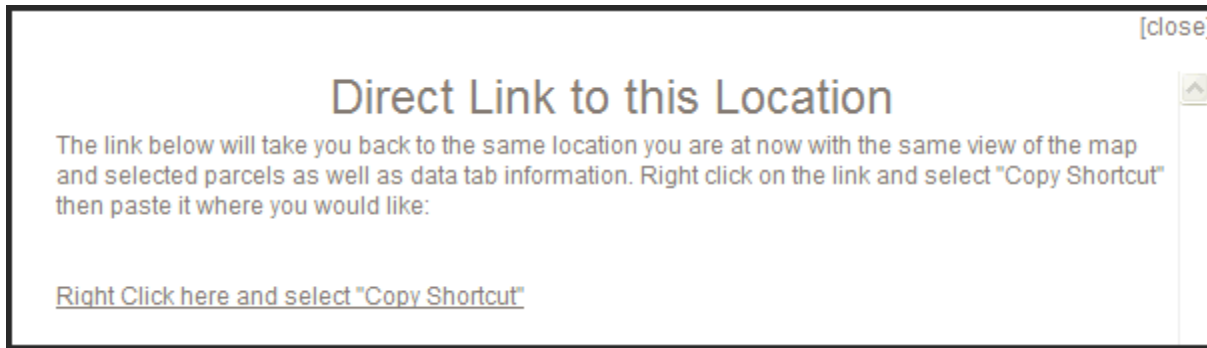 [close]
Direct Link to this Location
The link below will take you back to the same location you are at now with the same view of the map
and selected parcels as well as data tab information. Right click on the link and select "Copy Shortcut"
then paste it where you would like:
Right Click here and select "Copy Shortcut"